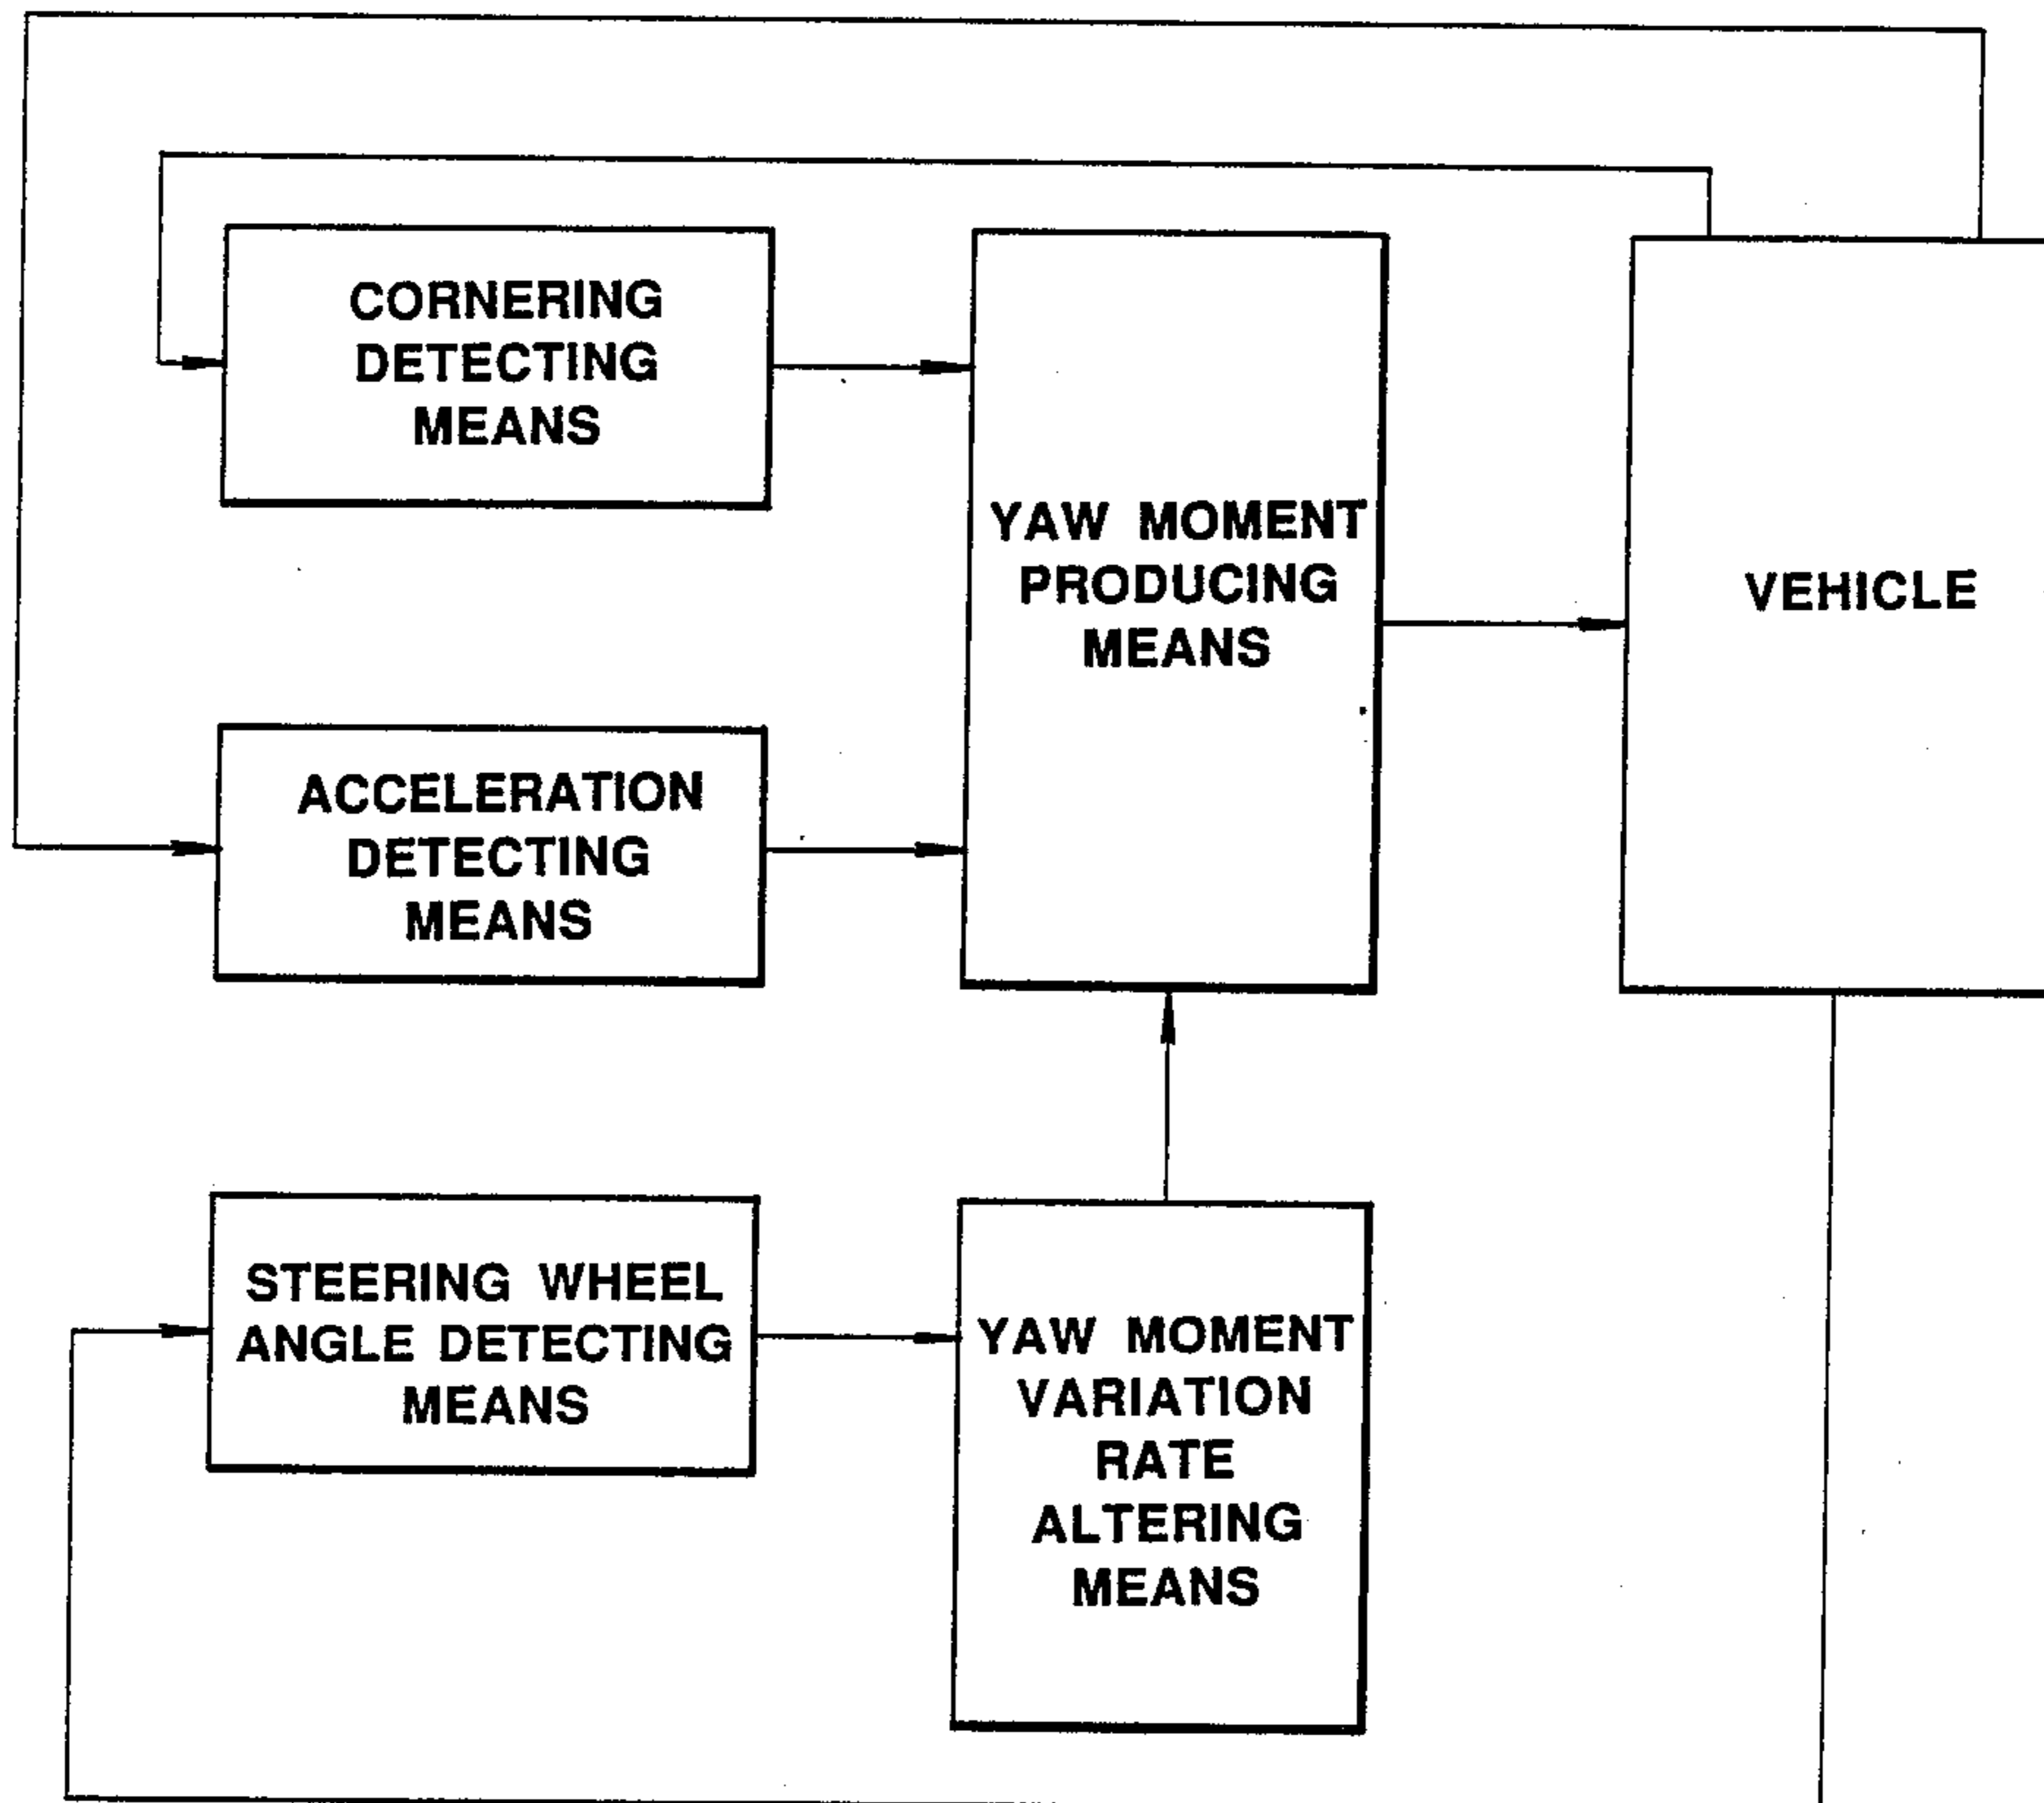 CORNERING
DETECTING
MEANS
YAW MOMENT
PRODUCING
MEANS
VEHICLE
ACCELERATION
DETECTING
MEANS
STEERING WHEEL
ANGLE DETECTING
MEANS
YAW MOMENT
VARIATION
RATE
ALTERING
MEANS